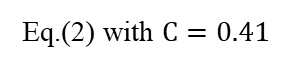 Eq.(2) with C = 0.41